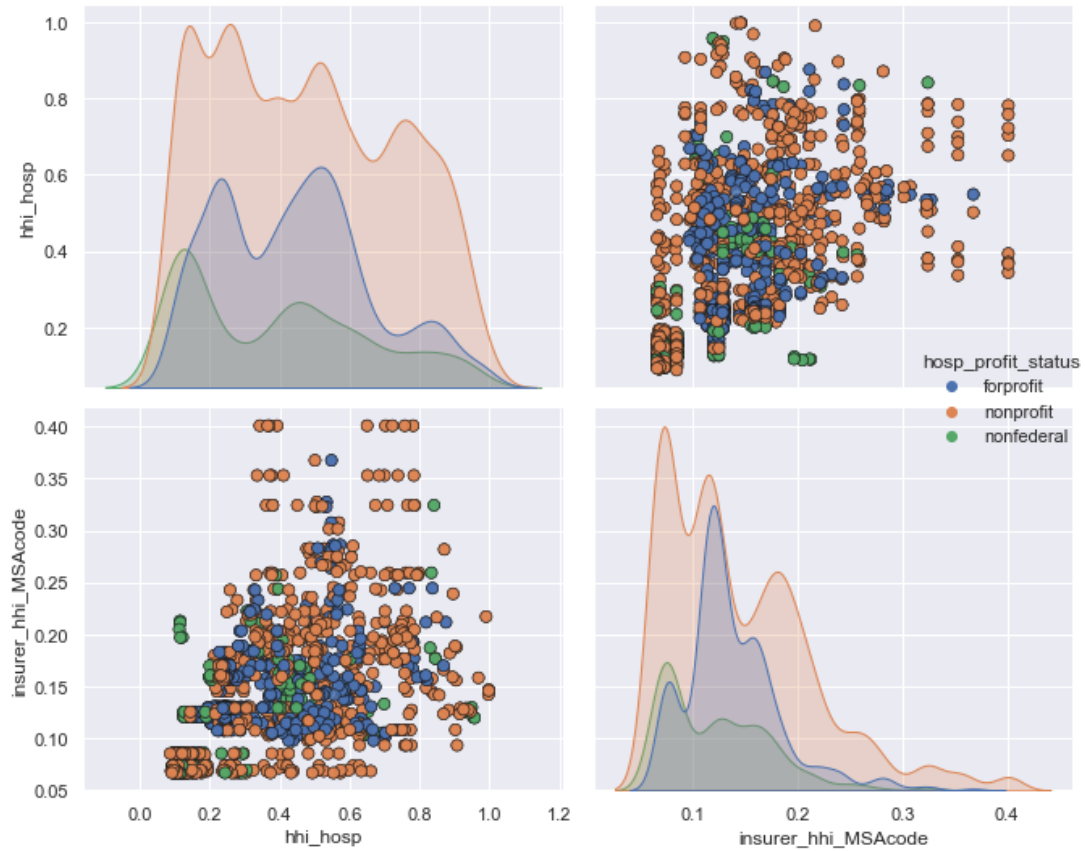 1.0
0.8
0.6
0.4
0.2
hhi_hosp
hosp_profit_status
forprofit
nonprofit
nonfederal
0.40
0.35
0.30
0.25
0.20
0.15
0.10
0.05
insurer_hhi_MSAcode
0.0 0.2 0.4 0.6 0.8 1.0 1.2
hhi_hosp
0.1 0.2 0.3 0.4
insurer_hhi_MSAcode